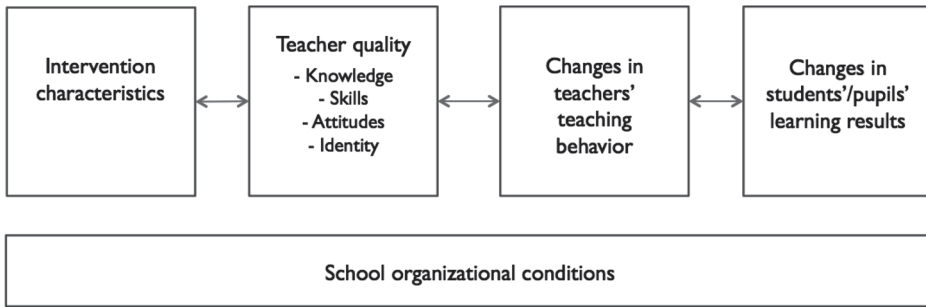 Intervention
characteristics
Teacher quality
- Knowledge
- Skills
- Attitudes
- Identity
Changes in
teachers’
teaching
behavior
Changes in
students’/pupils’
learning results
School organizational conditions